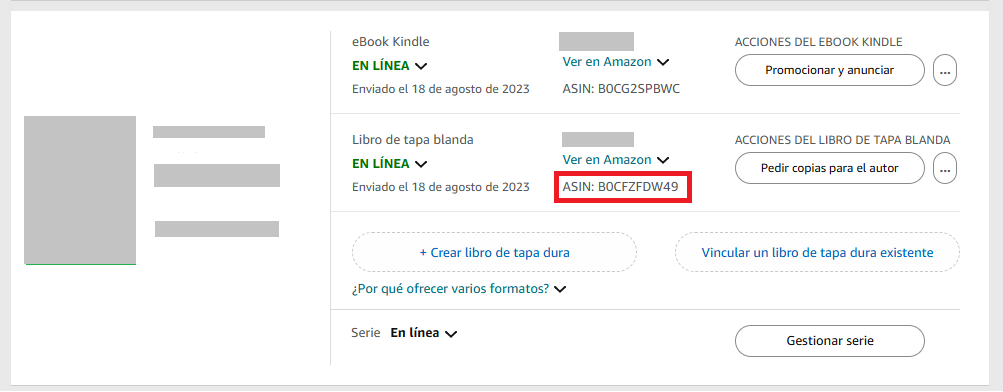 eBook Kindle
EN LÍNEA
Enviado el 18 de agosto de 2023
Ver en Amazon
ASIN: B0CG2SPBWC
ACCIONES DEL EBOOK KINDLE
Promocionar y anunciar
...
Libro de tapa blanda
EN LÍNEA
Enviado el 18 de agosto de 2023
Ver en Amazon
ASIN: B0CFZFDW49
ACCIONES DEL LIBRO DE TAPA BLANDA
Pedir copias para el autor
...
+ Crear libro de tapa dura
Vincular un libro de tapa dura existente
¿Por qué ofrecer varios formatos?
Serie En línea
Gestionar serie